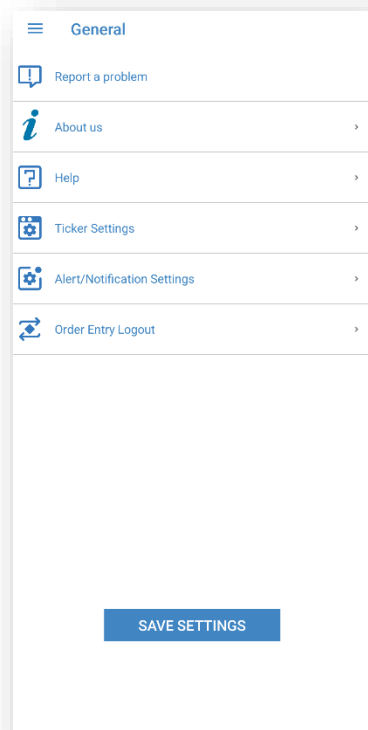 General
Report a problem
About us
Help
Ticker Settings
Alert/Notification Settings
Order Entry Logout
SAVE SETTINGS